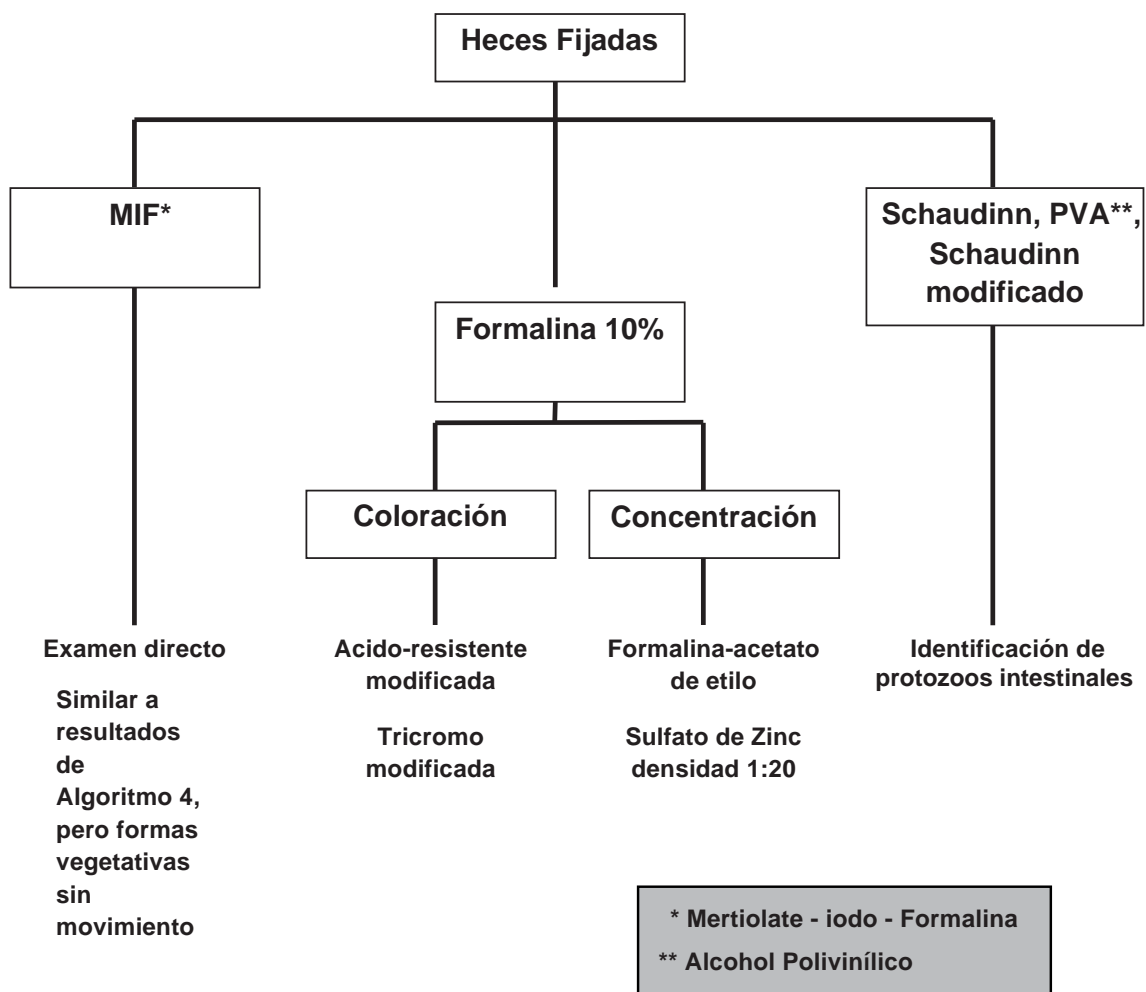 Heces Fijadas
MIF*
Schaudinn, PVA**,
Schaudinn
modificado
Formalina 10%
Coloración
Concentración
Examen directo
Similar a
resultados
de
Algoritmo 4,
pero formas
vegetativas
sin
movimiento
Acido-resistente
modificada
Tricromo
modificada
Formalina-acetato
de etilo
Sulfato de Zinc
densidad 1:20
Identificación de
protozoos intestinales
* Mertiolate - iodo - Formalina
** Alcohol Polivinílico